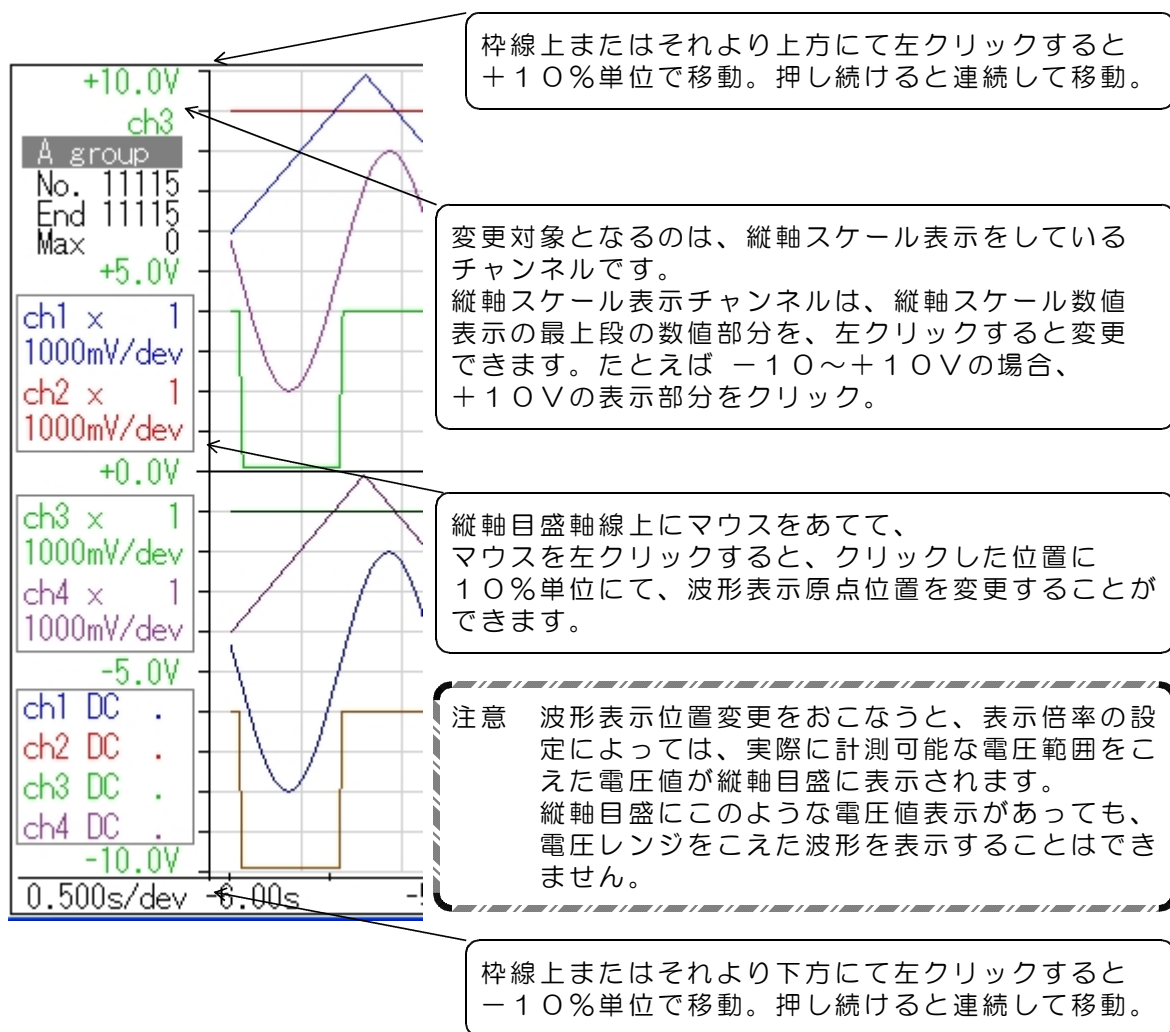 枠線上またはそれより上方にて左クリックすると
＋１０％単位で移動。押し続けると連続して移動。
+10.0V
ch3
A group
No. 11115
End 11115
Max 0
+5.0V
ch1 x 1
1000mV/dev
ch2 x 1
1000mV/dev
+0.0V
ch3 x 1
1000mV/dev
ch4 x 1
1000mV/dev
-5.0V
ch1 DC .
ch2 DC .
ch3 DC .
ch4 DC .
-10.0V
0.500s/dev -6.00s
変更対象となるのは、縦軸スケール表示をしている
チャンネルです。
縦軸スケール表示チャンネルは、縦軸スケール数値
表示の最上段の数値部分を、左クリックすると変更
できます。たとえば －１０～＋１０Ｖの場合、
＋１０Ｖの表示部分をクリック。
縦軸目盛軸線上にマウスをあてて、
マウスを左クリックすると、クリックした位置に
１０％単位にて、波形表示原点位置を変更することが
できます。
注意 波形表示位置変更をおこなうと、表示倍率の設
定によっては、実際に計測可能な電圧範囲をこ
えた電圧値が縦軸目盛に表示されます。
縦軸目盛にこのような電圧値表示があっても、
電圧レンジをこえた波形を表示することはでき
ません。
枠線上またはそれより下方にて左クリックすると
－１０％単位で移動。押し続けると連続して移動。